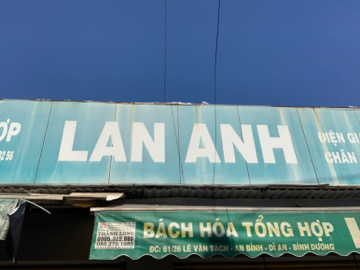 ỢP
LAN ANH
ĐIỆN GI
CHĂN
BÁCH HÓA TỔNG HỢP
ĐC: 61/26 LÊ VĂN TÁCH - AN BÌNH - DĨ AN - BÌNH DƯƠNG